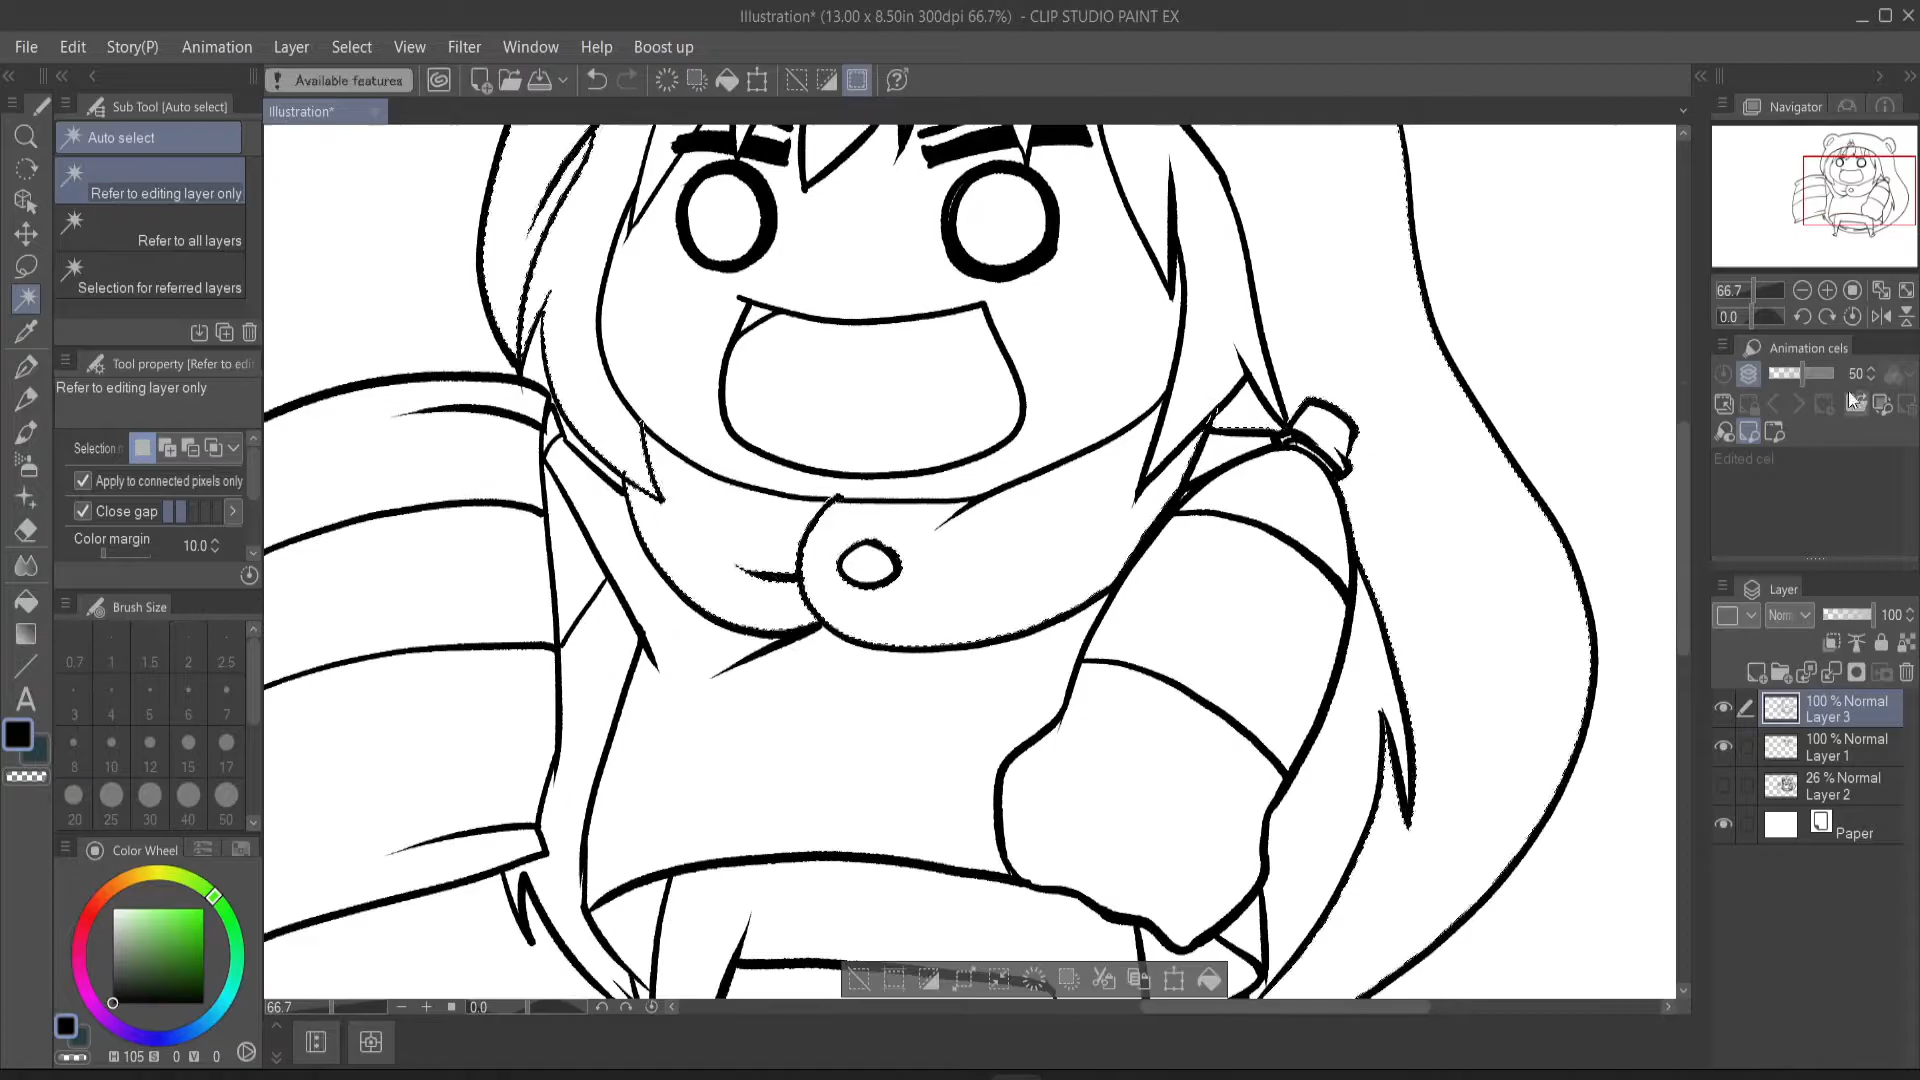 Illustration* (13.00 x 8.50in 300dpi 66.7%) - CLIP STUDIO PAINT EX
File Edit Story(P) Animation Layer Select View Filter Window Help Boost up
Available features
Illustration*
Sub Tool [Auto select]
Auto select
Refer to editing layer only
Refer to all layers
Selection for referred layers
Tool property [Refer to edi
Refer to editing layer only
Selection
Apply to connected pixels only
Close gap
Color margin 10.0
Brush Size
0.7 1 1.5 2 2.5
3 4 5 6 7
8 10 12 15 17
20 25 30 40 50
Color Wheel
H 105 S 0 V 0
66.7 0.0
Navigator
66.7
0.0
Animation cels
50
Edited cel
Layer
Norm 100
100 % Normal
Layer 3
100 % Normal
Layer 1
26 % Normal
Layer 2
Paper